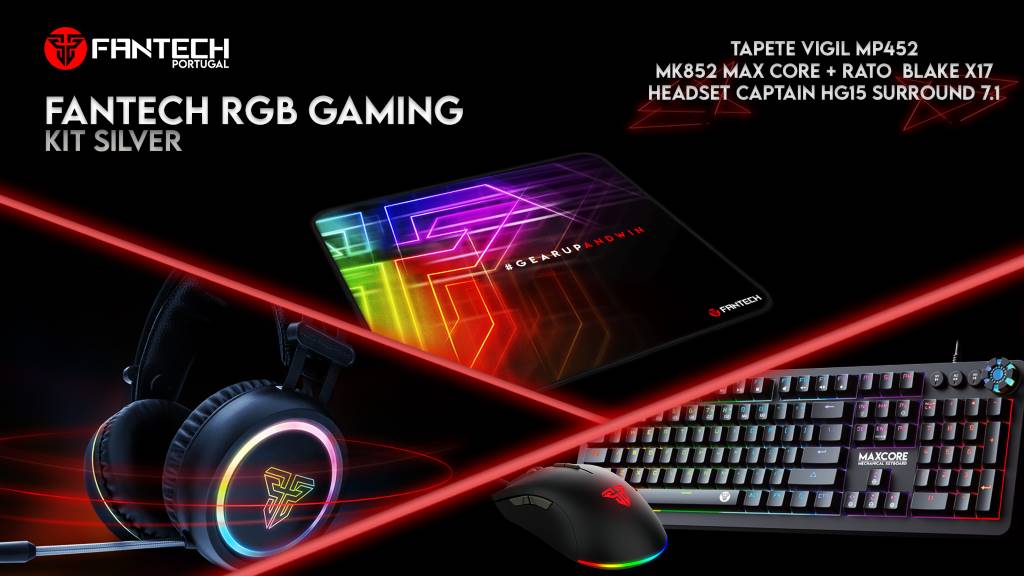 FANTECH
PORTUGAL
FANTECH RGB GAMING
KIT SILVER
TAPETE VIGIL MP452
MK852 MAX CORE + RATO BLAKE X17
HEADSET CAPTAIN HG15 SURROUND 7.1
#GEARUPANDWIN
FANTECH
MAXCORE
MECHANICAL KEYBOARD